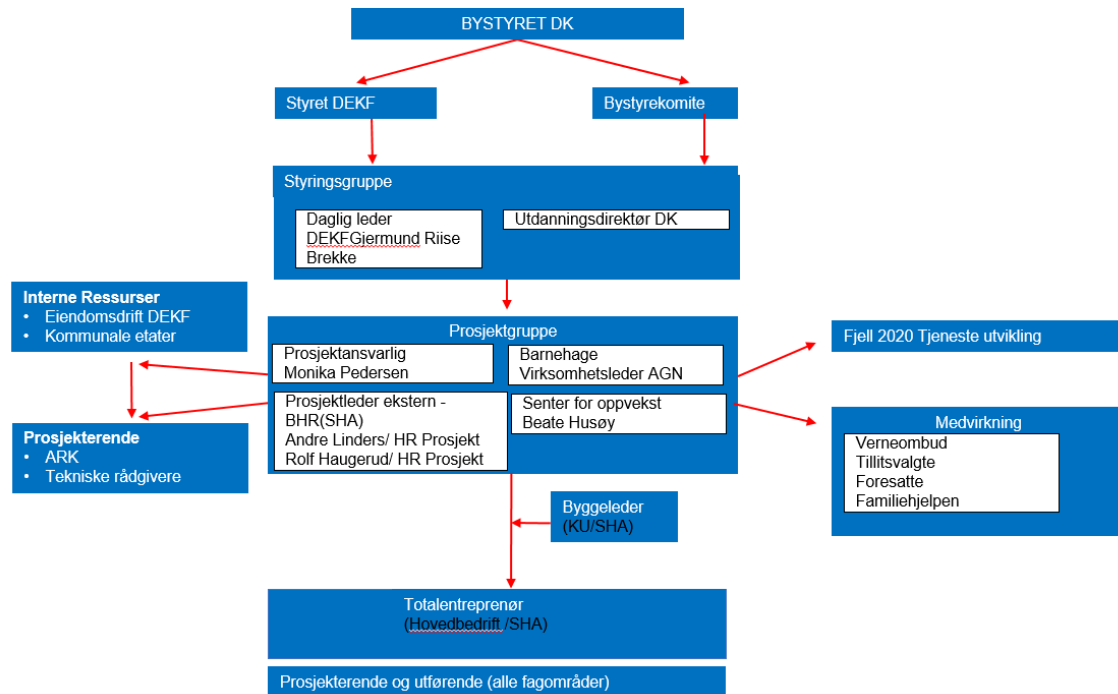 BYSTYRET DK
Styret DEKF
Bystyrekomite
Styringsgruppe
Daglig leder
DEKFGjermund Riise
Brekke
Utdanningsdirektør DK
Interne Ressurser
• Eiendomsdrift DEKF
• Kommunale etater
Prosjektgruppe
Prosjektansvarlig
Monika Pedersen
Barnehage
Virksomhetsleder AGN
Prosjektleder ekstern -
BHR(SHA)
Andre Linders/ HR Prosjekt
Rolf Haugerud/ HR Prosjekt
Senter for oppvekst
Beate Husøy
Fjell 2020 Tjeneste utvikling
Prosjekterende
• ARK
• Tekniske rådgivere
Medvirkning
Verneombud
Tillitsvalgte
Foresatte
Familiehjelpen
Byggeleder
(KU/SHA)
Totalentreprenør
(Hovedbedrift /SHA)
Prosjekterende og utførende (alle fagområder)